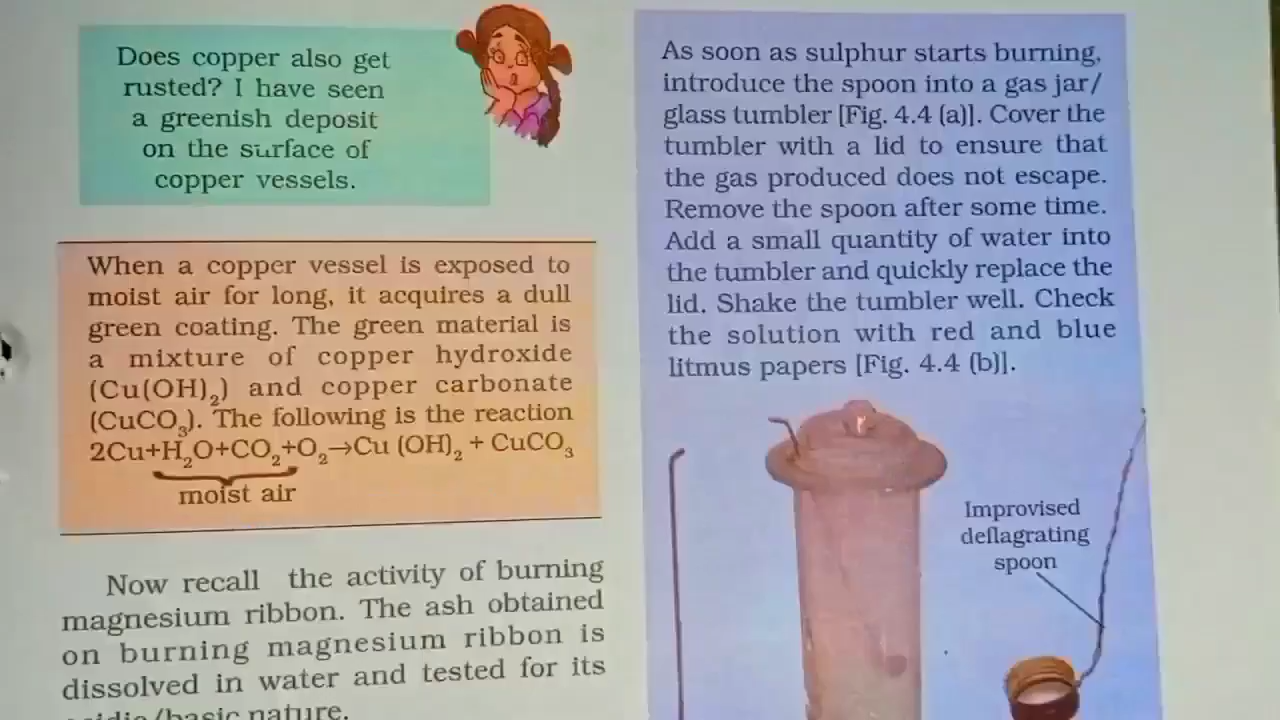 Does copper also get
rusted? I have seen
a greenish deposit
on the surface of
copper vessels.
When a copper vessel is exposed to
moist air for long, it acquires a dull
green coating. The green material is
a mixture of copper hydroxide
(Cu(OH)₂) and copper carbonate
(CuCO₃). The following is the reaction
2Cu+H₂O+CO₂+O₂→Cu (OH)₂ + CuCO₃
moist air
Now recall the activity of burning
magnesium ribbon. The ash obtained
on burning magnesium ribbon is
dissolved in water and tested for its
acidic/basic nature.
As soon as sulphur starts burning,
introduce the spoon into a gas jar/
glass tumbler [Fig. 4.4 (a)]. Cover the
tumbler with a lid to ensure that
the gas produced does not escape.
Remove the spoon after some time.
Add a small quantity of water into
the tumbler and quickly replace the
lid. Shake the tumbler well. Check
the solution with red and blue
litmus papers [Fig. 4.4 (b)].
Improvised
deflagrating
spoon